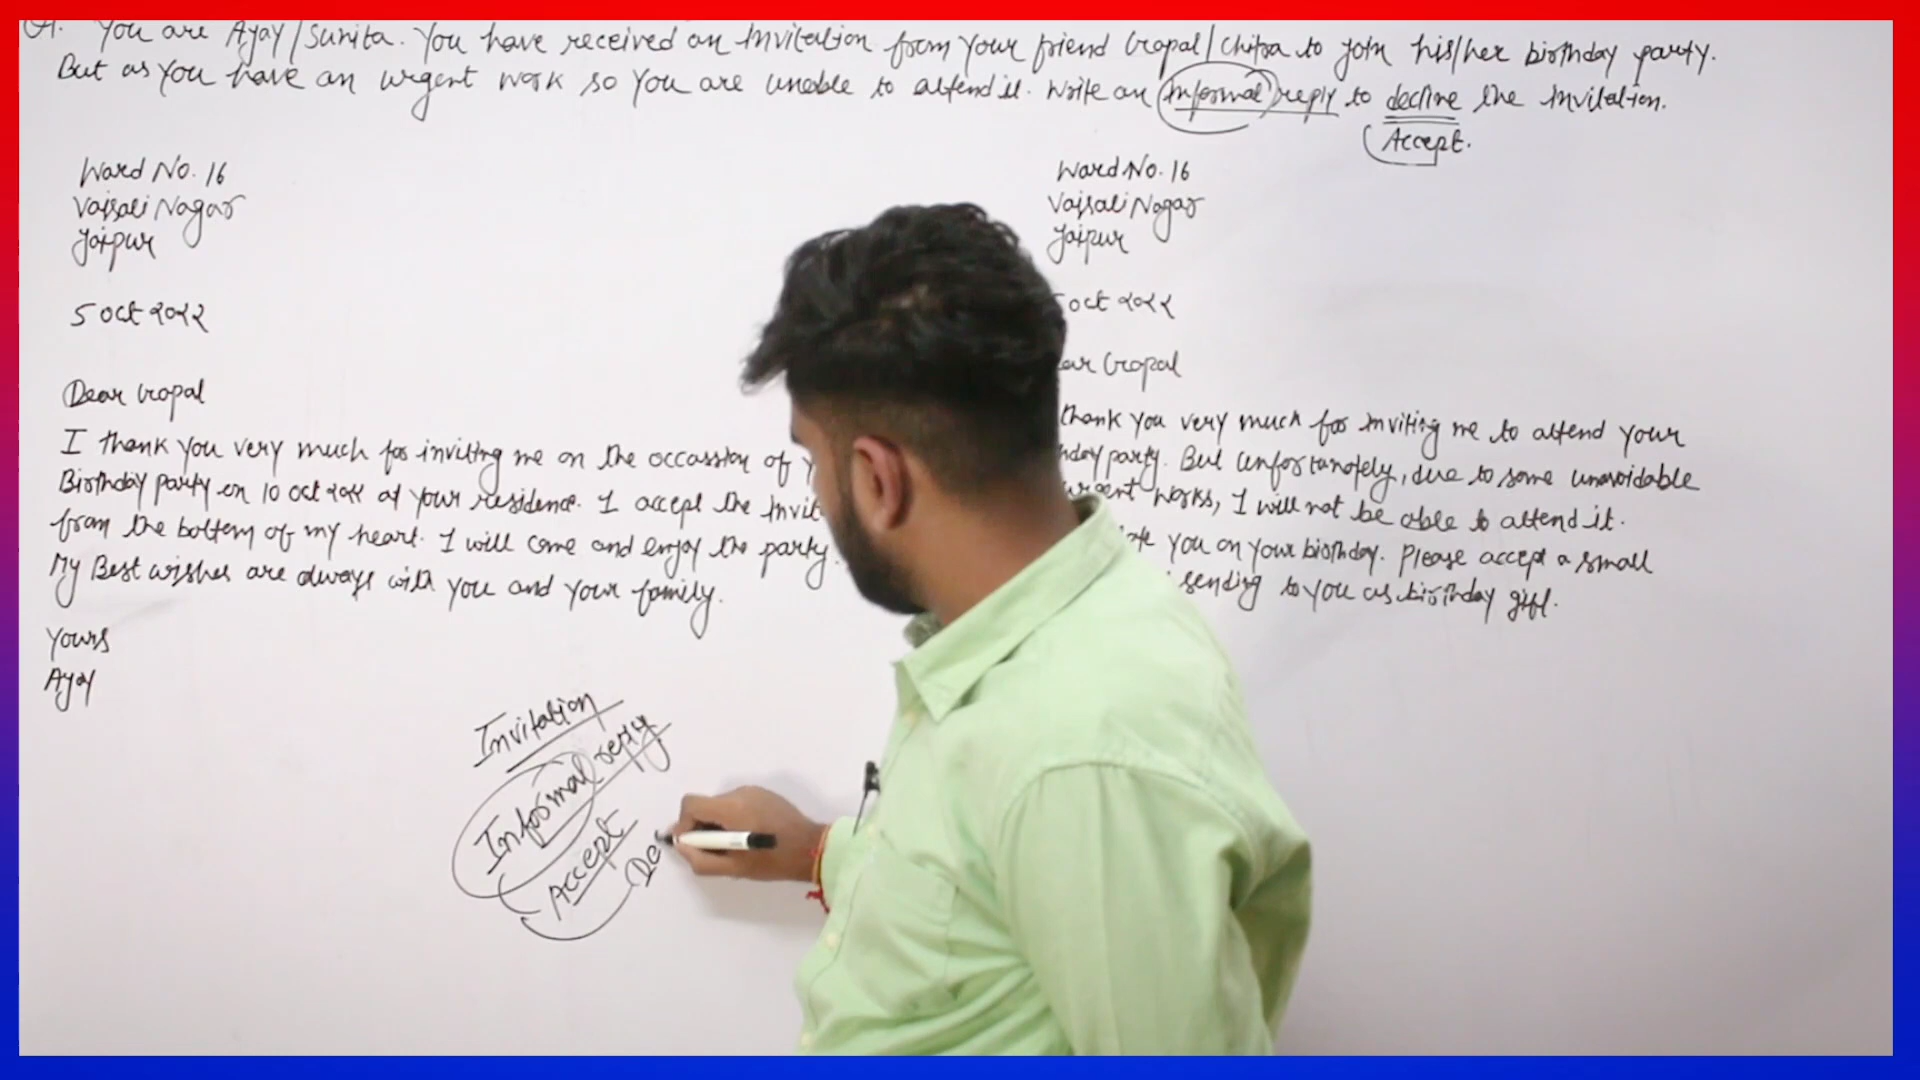 Q1. You are Ajay/Sunita. You have received an Invitation from your friend Gopal/Chitra to join his/her birthday party.
But as you have an urgent work so you are unable to attend it. Write an informal reply to decline the Invitation.
Accept.
Ward No. 16
Vaisali Nagar
Jaipur
5 oct 2022
Dear Gopal
I thank you very much for inviting me on the occassion of
Birthday party on 10 oct 2022 at your residence. I accept the Invit
from the bottom of my heart. I will come and enjoy the party.
My Best wishes are always with you and your family.
Yours
Ajay
Ward No. 16
Vaisali Nagar
Jaipur
oct 2022
ear Gopal
thank you very much for inviting me to attend your
hday party. But unfortunately, due to some unavoidable
urgent works, I will not be able to attend it.
ate you on your birthday. Please accept a small
sending to you as birthday gift.
Invitation
Informal reply
Accept
De